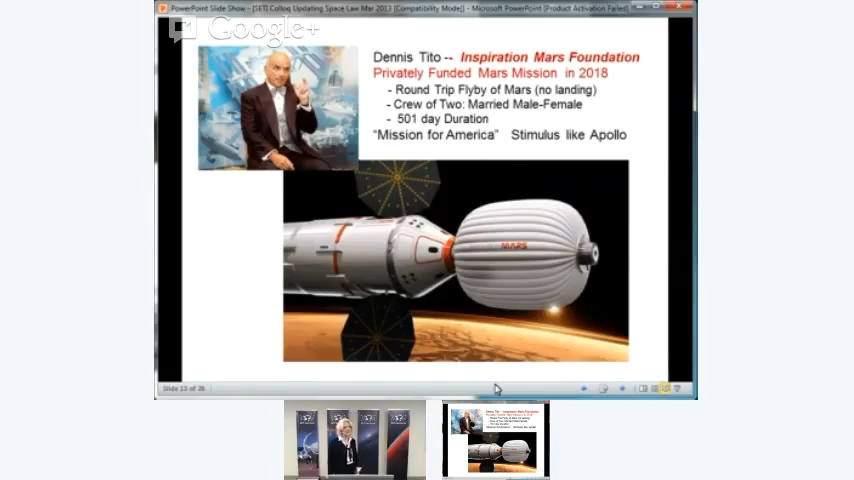 PowerPoint Slide Show - [SETI Colloq Updating Space Law Mar 2013 [Compatibility Mode]] - Microsoft PowerPoint [Product Activation Failed]
Google+
Dennis Tito -- Inspiration Mars Foundation
Privately Funded Mars Mission in 2018
- Round Trip Flyby of Mars (no landing)
- Crew of Two: Married Male-Female
- 501 day Duration
"Mission for America" Stimulus like Apollo
MARS
Slide 13 of 26